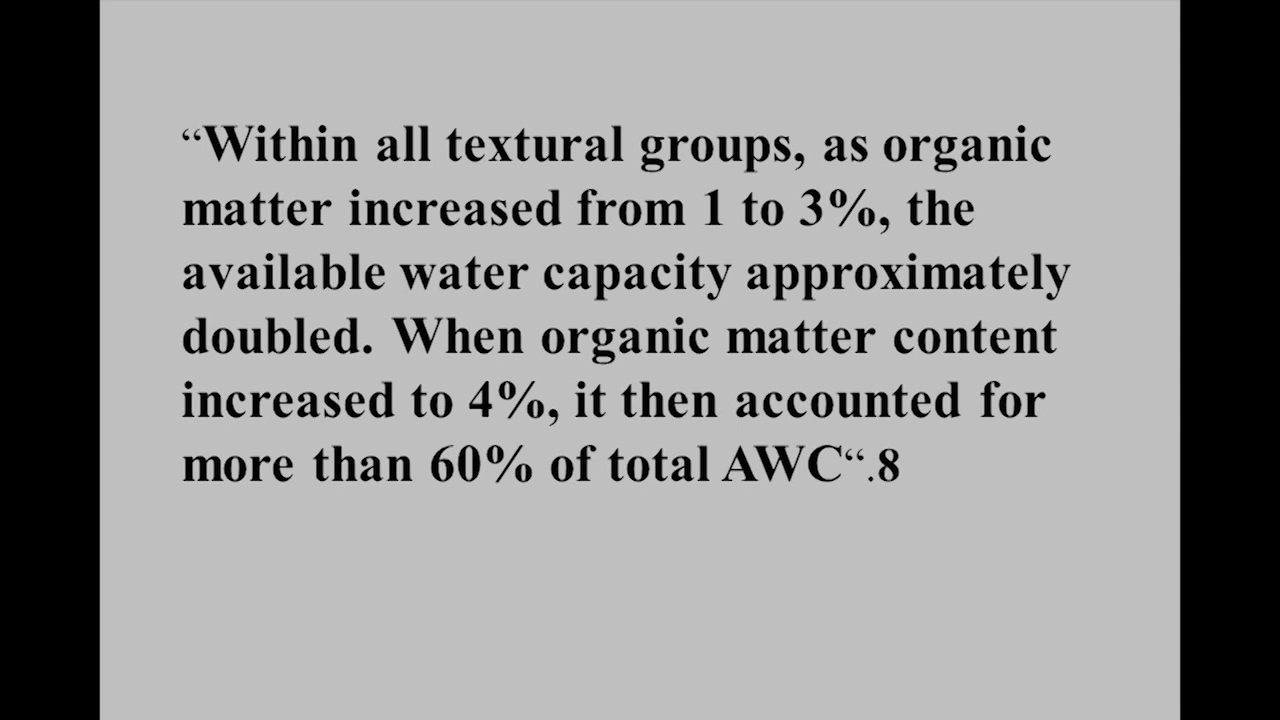 “Within all textural groups, as organic
matter increased from 1 to 3%, the
available water capacity approximately
doubled. When organic matter content
increased to 4%, it then accounted for
more than 60% of total AWC“.8